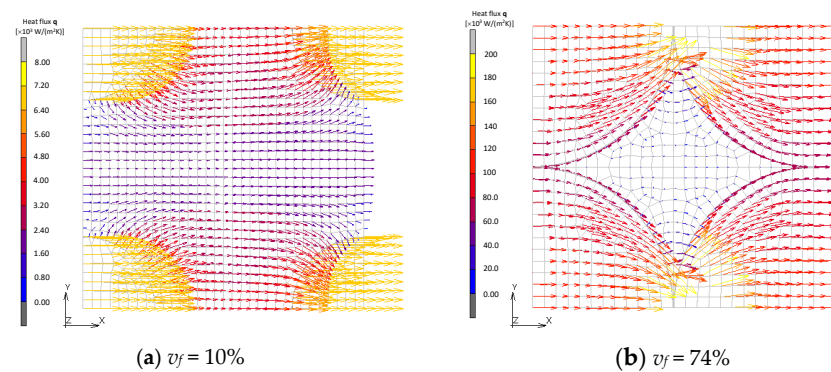 Heat flux q
[×10³ W/(m²K]
8.00
7.20
6.40
5.60
4.80
4.00
3.20
2.40
1.60
0.80
0.00
Y
Z X
(a) vf = 10%
Heat flux q
[×10³ W/(m²K]
200
180
160
140
120
100
80.0
60.0
40.0
20.0
0.00
Y
Z X
(b) vf = 74%